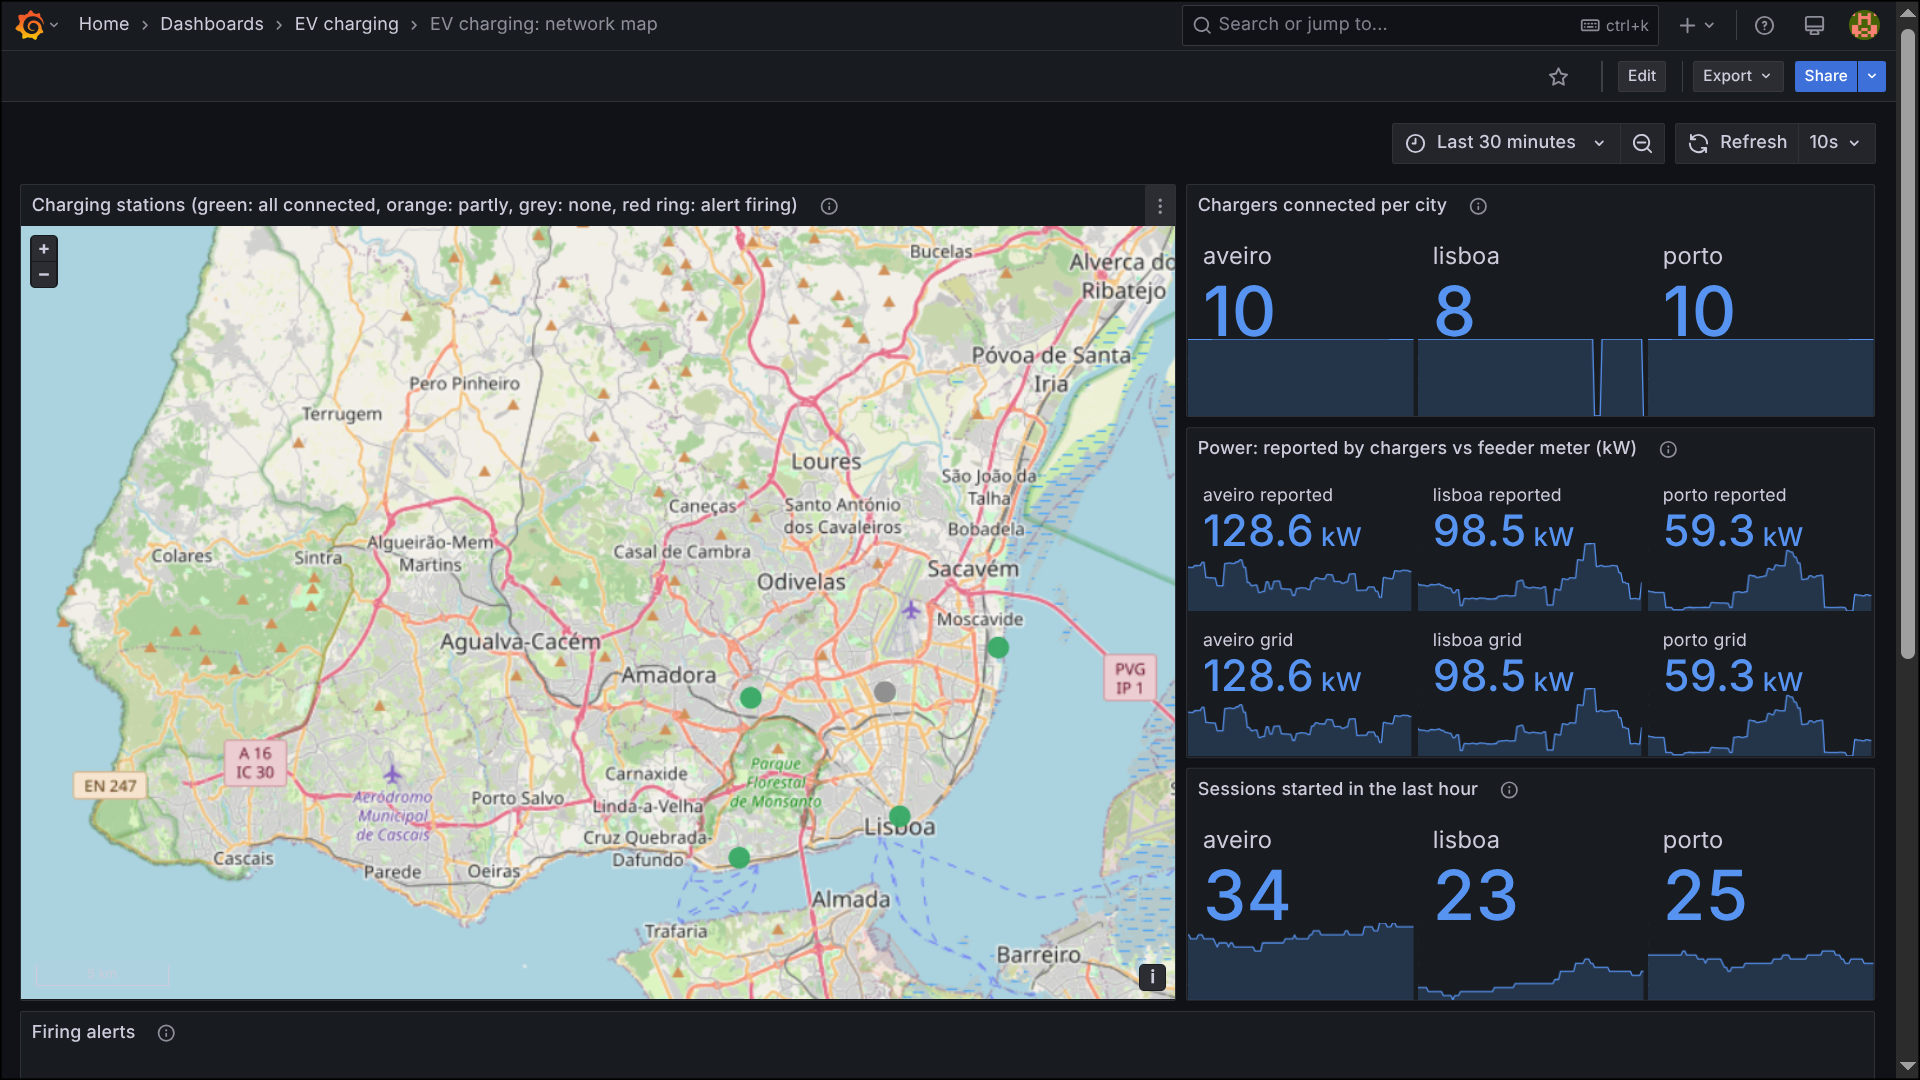 Home › Dashboards › EV charging › EV charging: network map
Search or jump to...
ctrl+k
Edit
Export
Share
Last 30 minutes
Refresh
10s
Charging stations (green: all connected, orange: partly, grey: none, red ring: alert firing)
+
−
Bucelas
Alverca do
Ribatejo
Póvoa de Santa
Iria
Pero Pinheiro
Terrugem
Loures
São João da
Talha
Caneças
Santo António
dos Cavaleiros
Bobadela
Colares
Sintra
Algueirão-Mem
Martins
Casal de Cambra
Odivelas
Sacavém
Moscavide
Agualva-Cacém
Amadora
PVG
IP 1
A 16
IC 30
EN 247
Aeródromo
Municipal
de Cascais
Porto Salvo
Carnaxide
Linda-a-Velha
Parque
Florestal
de Monsanto
Cruz Quebrada-
Dafundo
Lisboa
Cascais
Parede
Oeiras
Almada
Trafaria
Barreiro
i
Chargers connected per city
aveiro
10
lisboa
8
porto
10
Power: reported by chargers vs feeder meter (kW)
aveiro reported
128.6 kW
lisboa reported
98.5 kW
porto reported
59.3 kW
aveiro grid
128.6 kW
lisboa grid
98.5 kW
porto grid
59.3 kW
Sessions started in the last hour
aveiro
34
lisboa
23
porto
25
Firing alerts